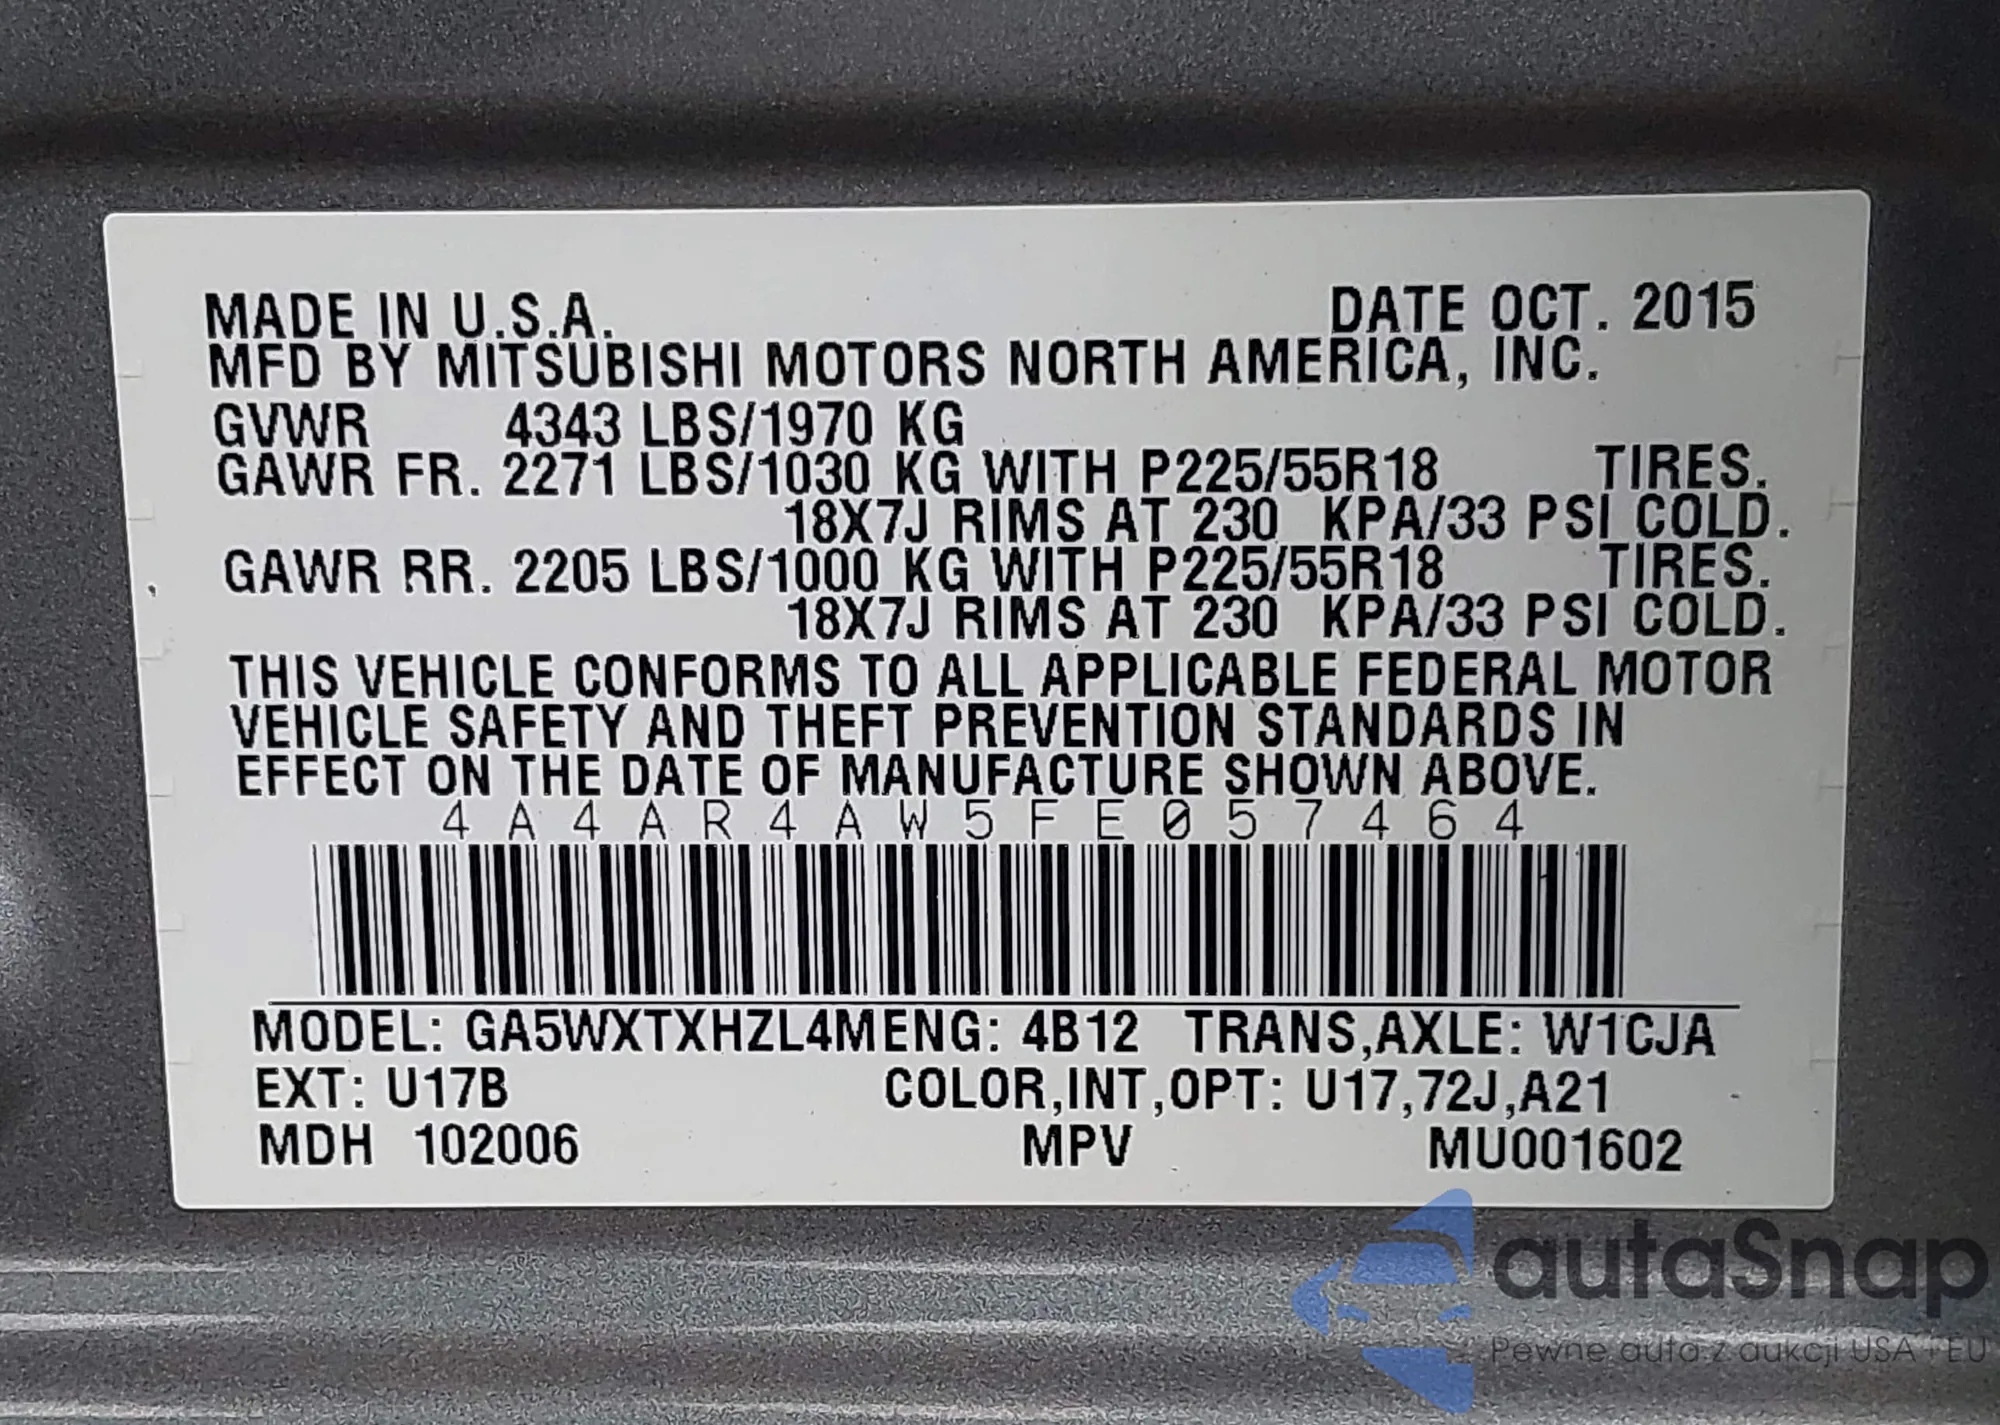 MADE IN U.S.A. DATE OCT. 2015
MFD BY MITSUBISHI MOTORS NORTH AMERICA, INC.
GVWR 4343 LBS/1970 KG
GAWR FR. 2271 LBS/1030 KG WITH P225/55R18 TIRES.
18X7J RIMS AT 230 KPA/33 PSI COLD.
GAWR RR. 2205 LBS/1000 KG WITH P225/55R18 TIRES.
18X7J RIMS AT 230 KPA/33 PSI COLD.
THIS VEHICLE CONFORMS TO ALL APPLICABLE FEDERAL MOTOR
VEHICLE SAFETY AND THEFT PREVENTION STANDARDS IN
EFFECT ON THE DATE OF MANUFACTURE SHOWN ABOVE.
4A4AR4AW5FE057464
MODEL: GA5WXTXHZL4MENG: 4B12 TRANS,AXLE: W1CJA
EXT: U17B COLOR,INT,OPT: U17,72J,A21
MDH 102006 MPV MU001602
autaSnap
Pewne auta z aukcji USA i EU